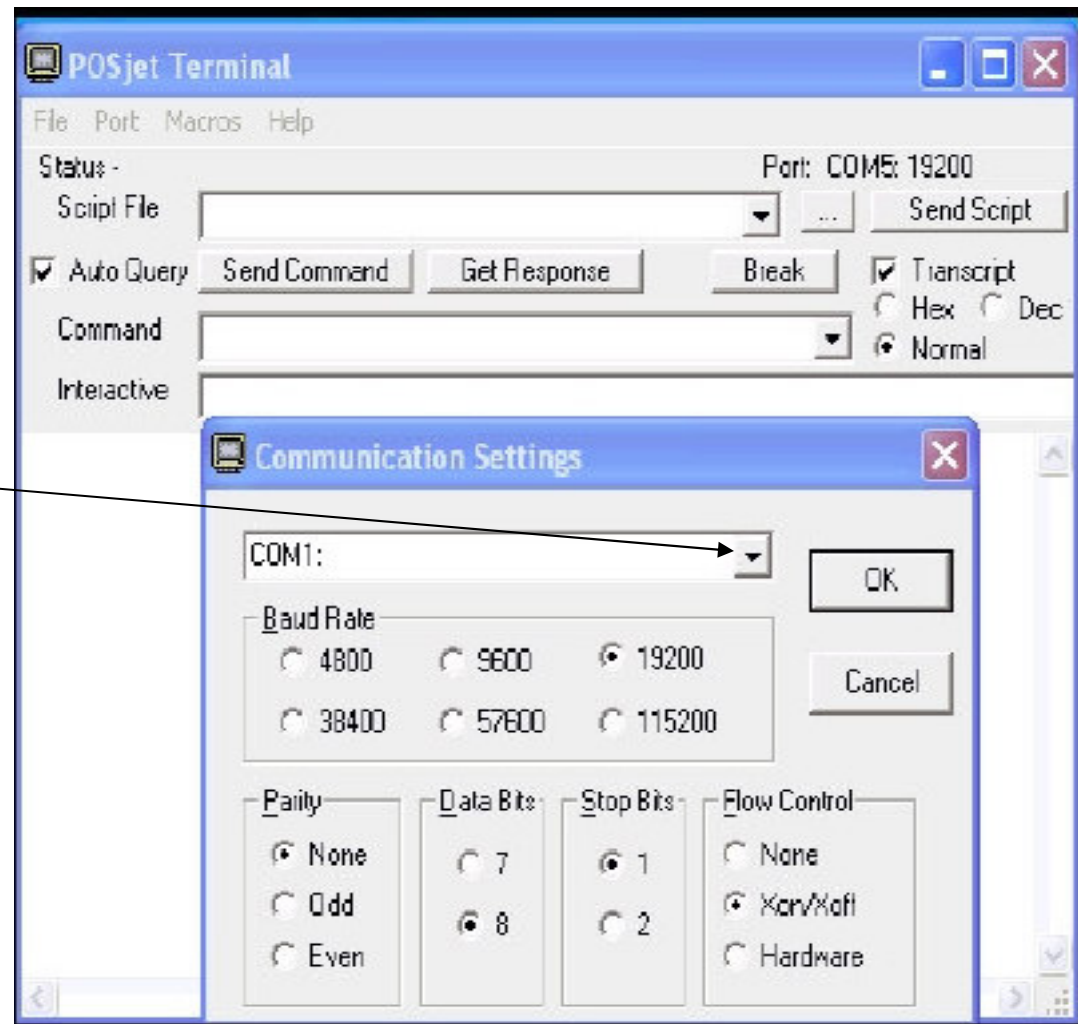 POSjet Terminal
File Port Macros Help
Status - Port: COM5: 19200
Script File ... Send Script
Auto Query Send Command Get Response Break Transcript
Hex Dec
Command Normal
Interactive
Communication Settings
COM1:
OK
Baud Rate
4800 9600 19200
Cancel
38400 57600 115200
Parity Data Bits Stop Bits Flow Control
None 7 1 None
Odd 8 2 Xon/Xoff
Even Hardware